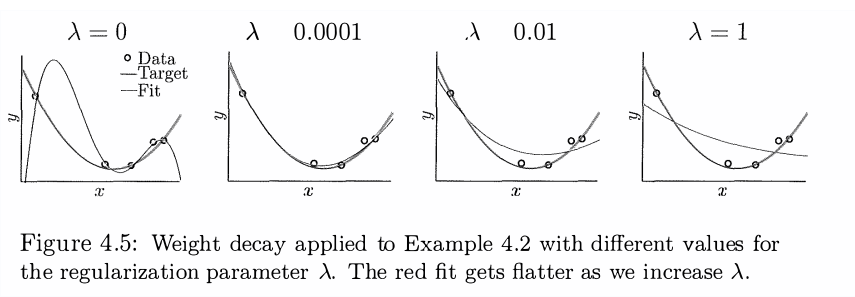 λ = 0
λ 0.0001
λ 0.01
λ = 1
Data
Target
Fit
y
y
y
y
x
x
x
x
Figure 4.5: Weight decay applied to Example 4.2 with different values for
the regularization parameter λ. The red fit gets flatter as we increase λ.